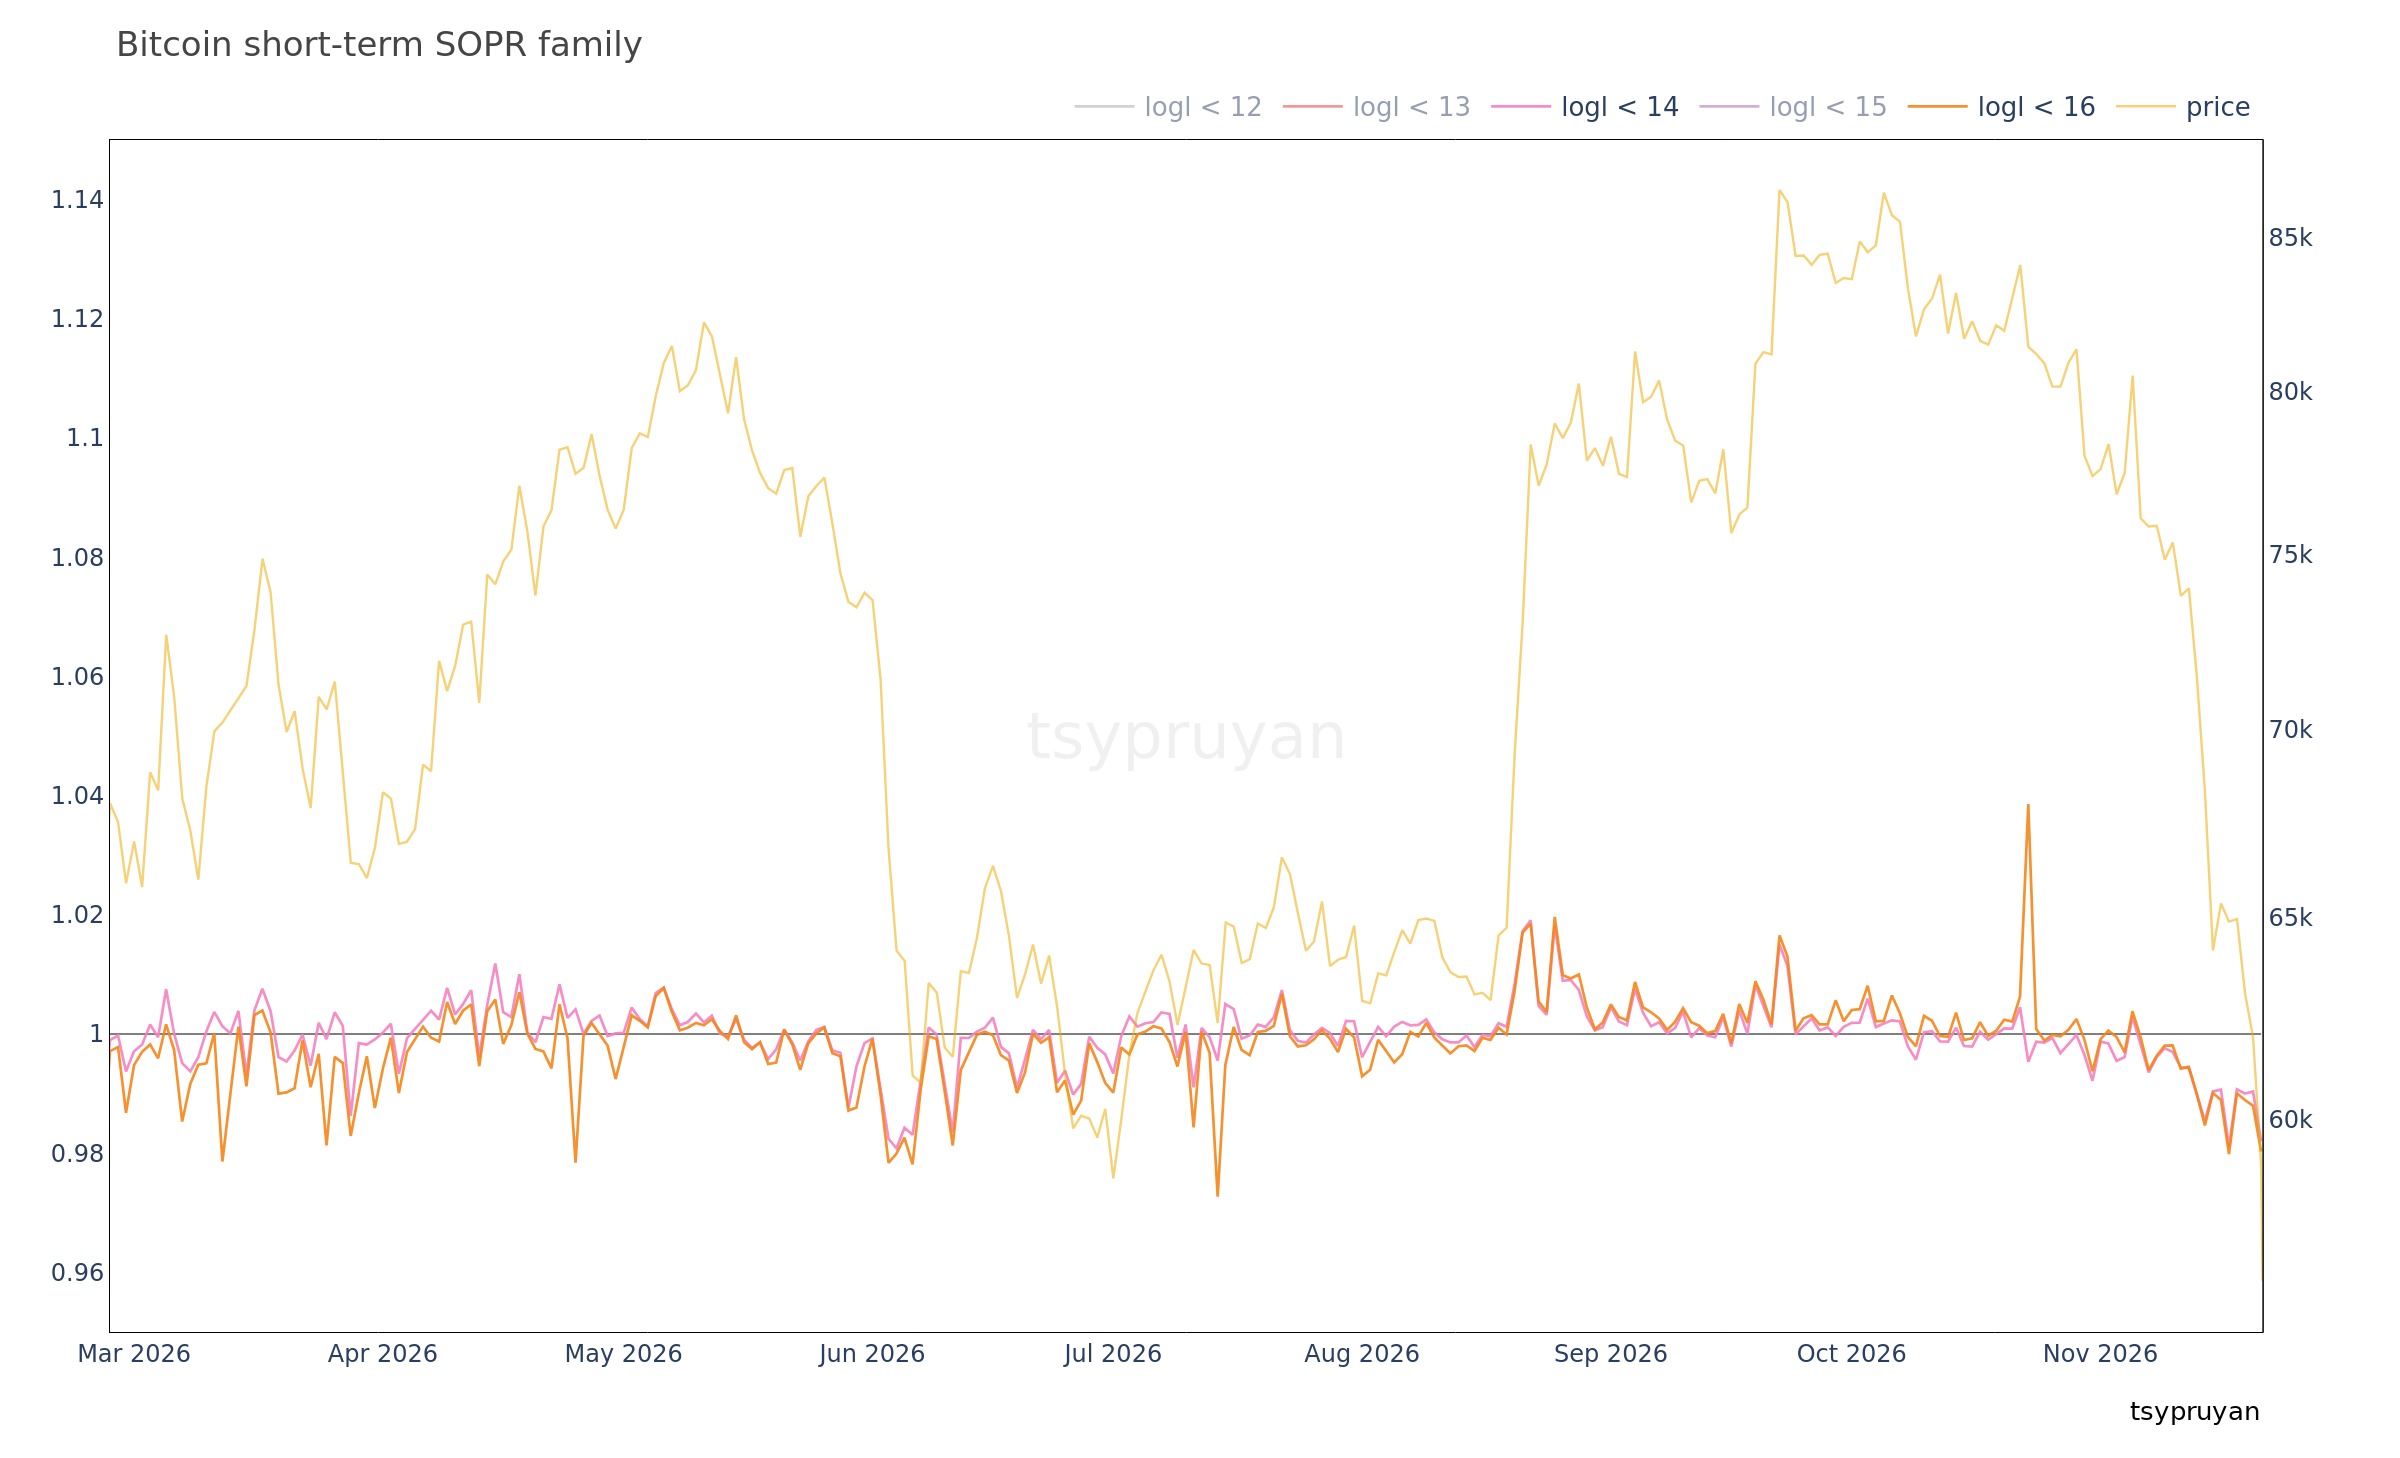 Bitcoin short-term SOPR family
logl < 12 logl < 13 logl < 14 logl < 15 logl < 16 price
1.14
1.12
1.1
1.08
1.06
1.04
1.02
1
0.98
0.96
85k
80k
75k
70k
65k
60k
tsypruyan
Mar 2026 Apr 2026 May 2026 Jun 2026 Jul 2026 Aug 2026 Sep 2026 Oct 2026 Nov 2026
tsypruyan